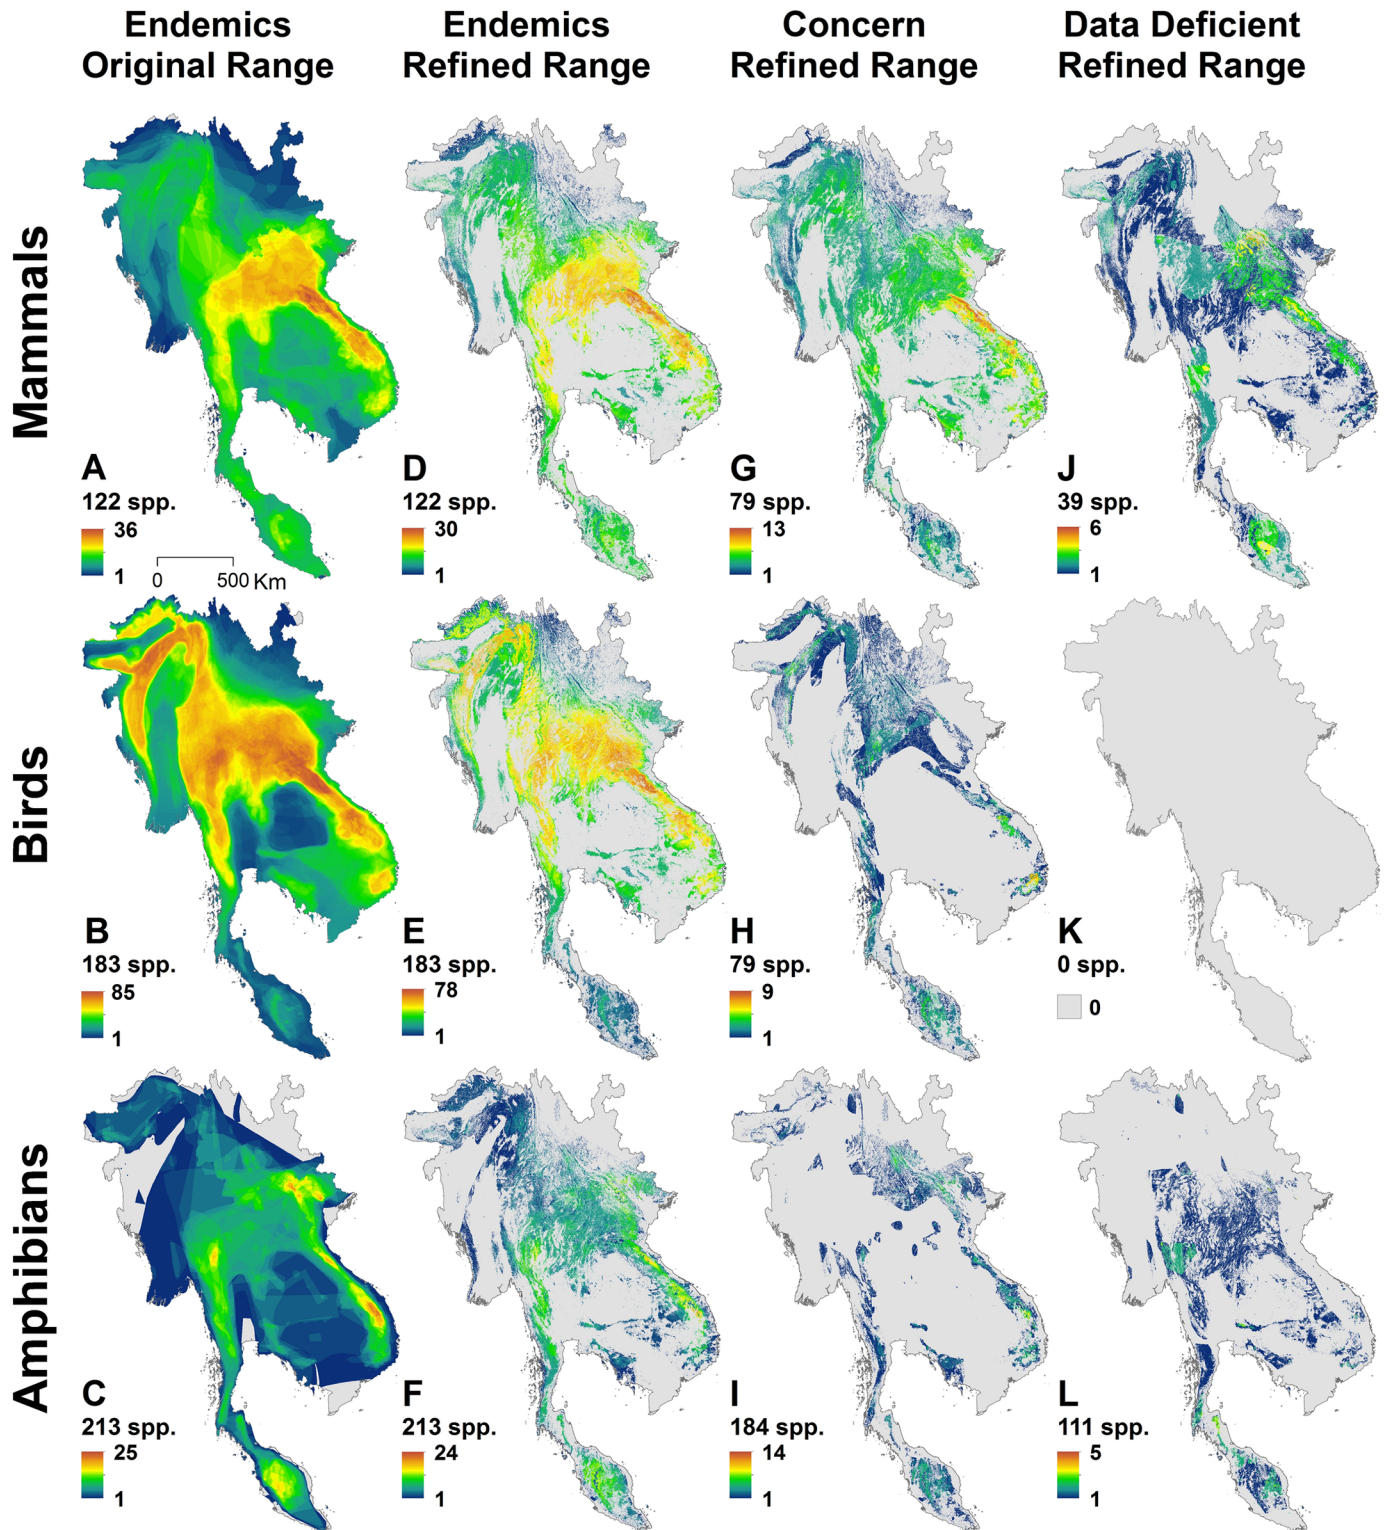 Endemics
Original Range
Endemics
Refined Range
Concern
Refined Range
Data Deficient
Refined Range
Mammals
A
122 spp.
36
1
0 500 Km
D
122 spp.
30
1
G
79 spp.
13
1
J
39 spp.
6
1
Birds
B
183 spp.
85
1
E
183 spp.
78
1
H
79 spp.
9
1
K
0 spp.
0
Amphibians
C
213 spp.
25
1
F
213 spp.
24
1
I
184 spp.
14
1
L
111 spp.
5
1